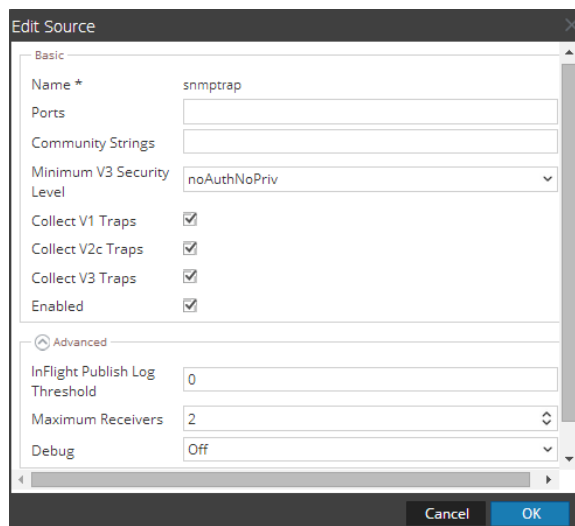 Edit Source
Basic
Name * snmptrap
Ports
Community Strings
Minimum V3 Security
Level
noAuthNoPriv
Collect V1 Traps
Collect V2c Traps
Collect V3 Traps
Enabled
Advanced
InFlight Publish Log
Threshold
0
Maximum Receivers 2
Debug Off
Cancel OK